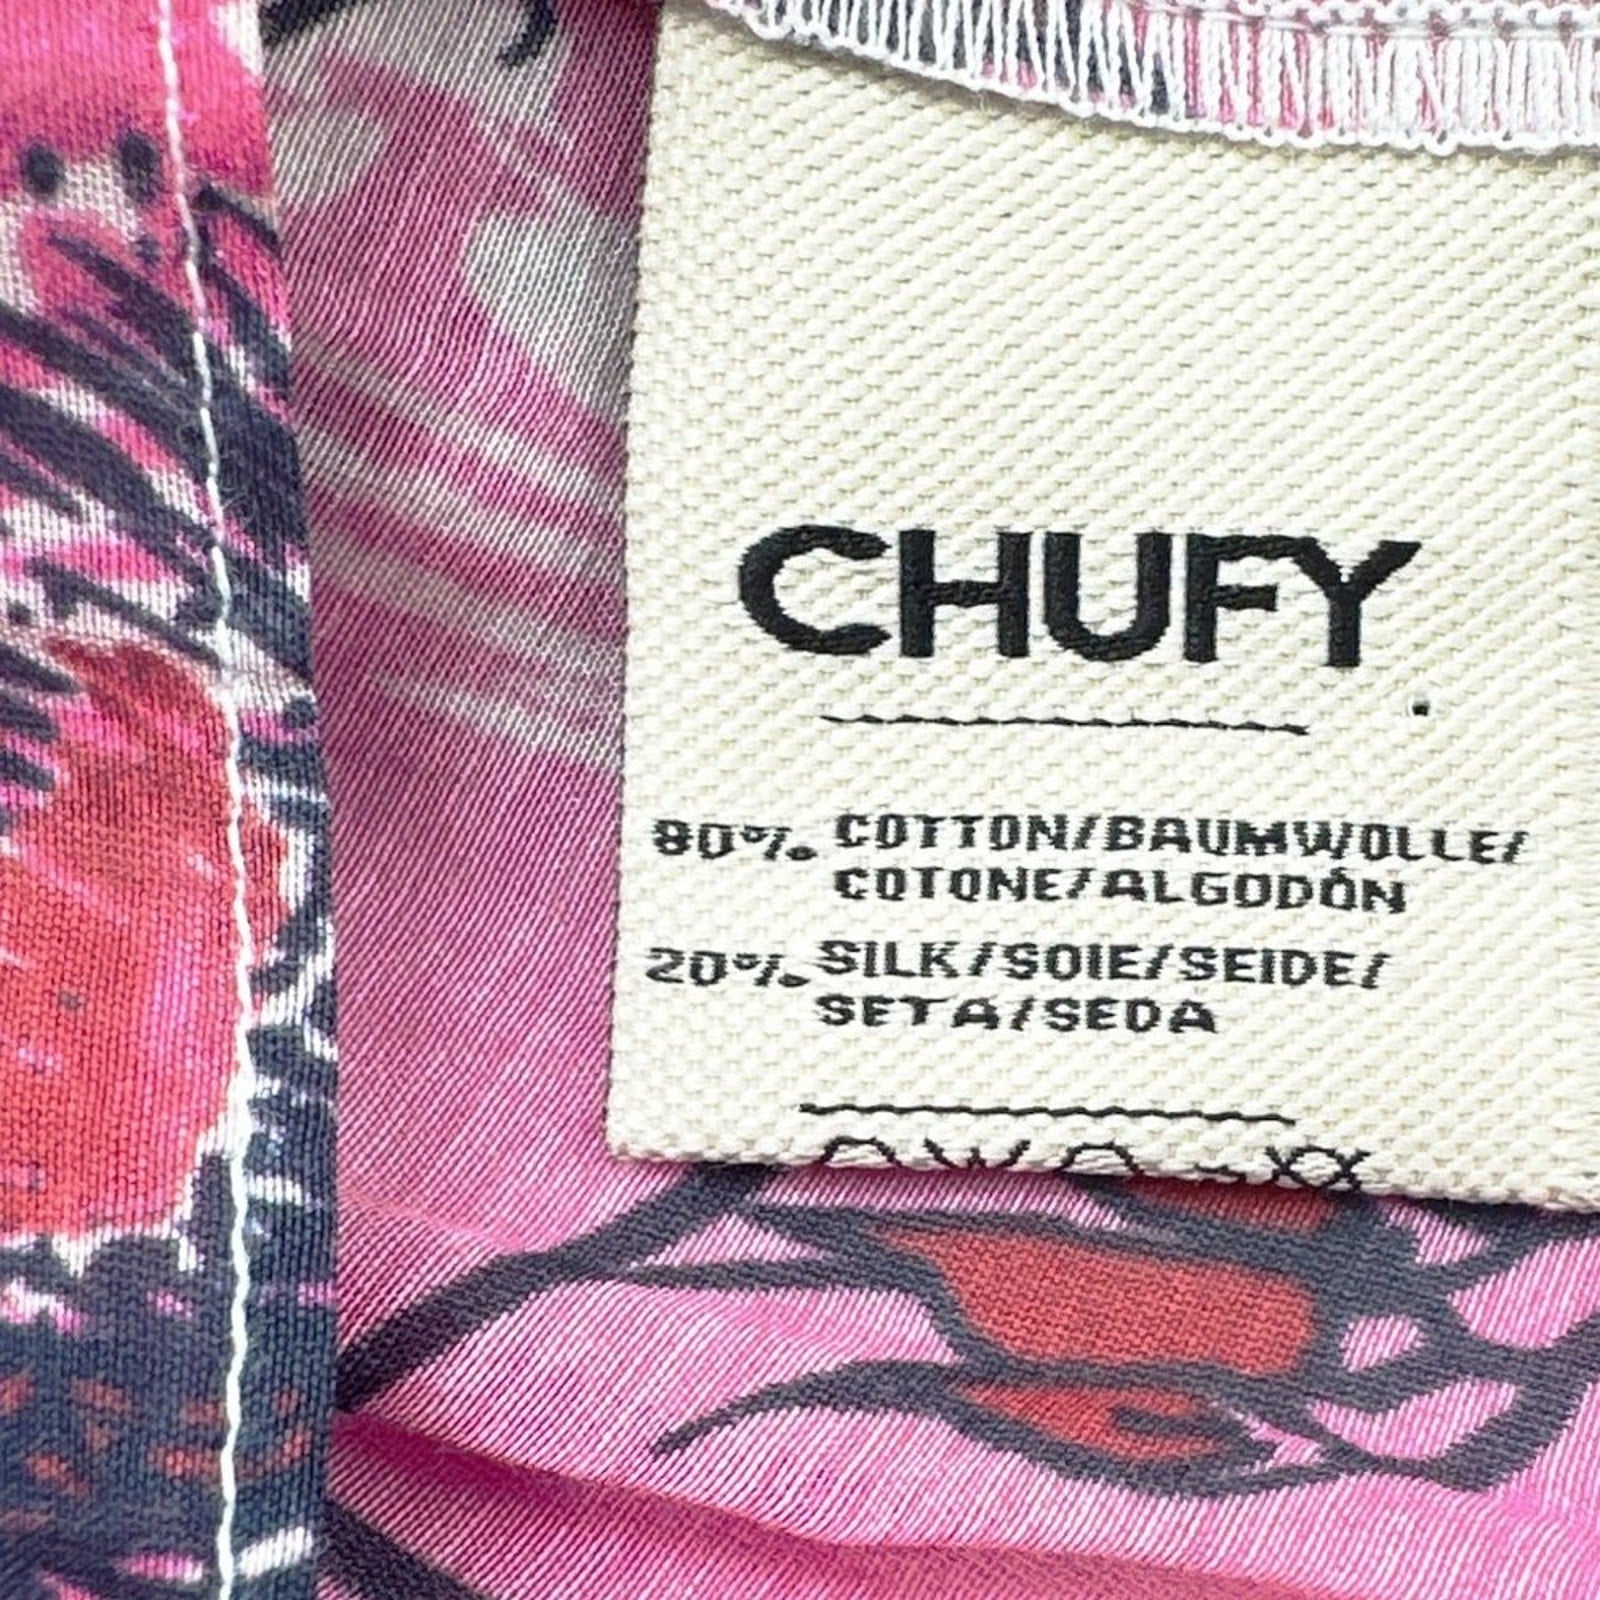 CHUFY
80% COTTON/BAUMWOLLE/
COTONE/ALGODÓN
20% SILK/SOIE/SEIDE/
SETA/SEDA